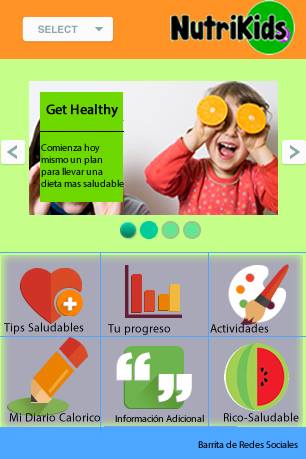 SELECT
NutriKids
Get Healthy
Comienza hoy
mismo un plan
para llevar una
dieta mas saludable
Tips Saludables
Tu progreso
Actividades
Mi Diario Calorico
Información Adicional
Rico-Saludable
Barrita de Redes Sociales